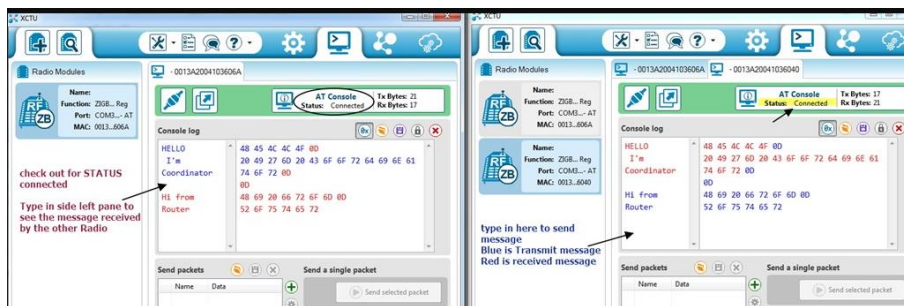 XCTU
Radio Modules
Name:
Function: ZIGB... Reg
Port: COM3...- AT
MAC: 0013...606A
- 0013A2004103606A
AT Console
Status: Connected
Tx Bytes: 21
Rx Bytes: 17
Console log
HELLO
I'm
Coordinator
Hi from
Router
48 45 4C 4C 4F 0D
20 49 27 6D 20 43 6F 6F 72 64 69 6E 61
74 6F 72 0D
0D
48 69 20 66 72 6F 6D 0D
52 6F 75 74 65 72
check out for STATUS
connected
Type in side left pane to
see the message received
by the other Radio
Send packets
Name Data
Send a single packet
Send selected packet
XCTU
Radio Modules
Name:
Function: ZIGB... Reg
Port: COM3...- AT
MAC: 0013...606A
Name:
Function: ZIGB... Reg
Port: COM3...- AT
MAC: 0013...6040
- 0013A2004103606A
- 0013A20041036040
AT Console
Status: Connected
Tx Bytes: 17
Rx Bytes: 21
Console log
HELLO
I'm
Coordinator
Hi from
Router
48 45 4C 4C 4F 0D
20 49 27 6D 20 43 6F 6F 72 64 69 6E 61
74 6F 72 0D
0D
48 69 20 66 72 6F 6D 0D
52 6F 75 74 65 72
type in here to send
message
Blue is Transmit message
Red is received message
Send packets
Name Data
Send a single packet
Send selected packet